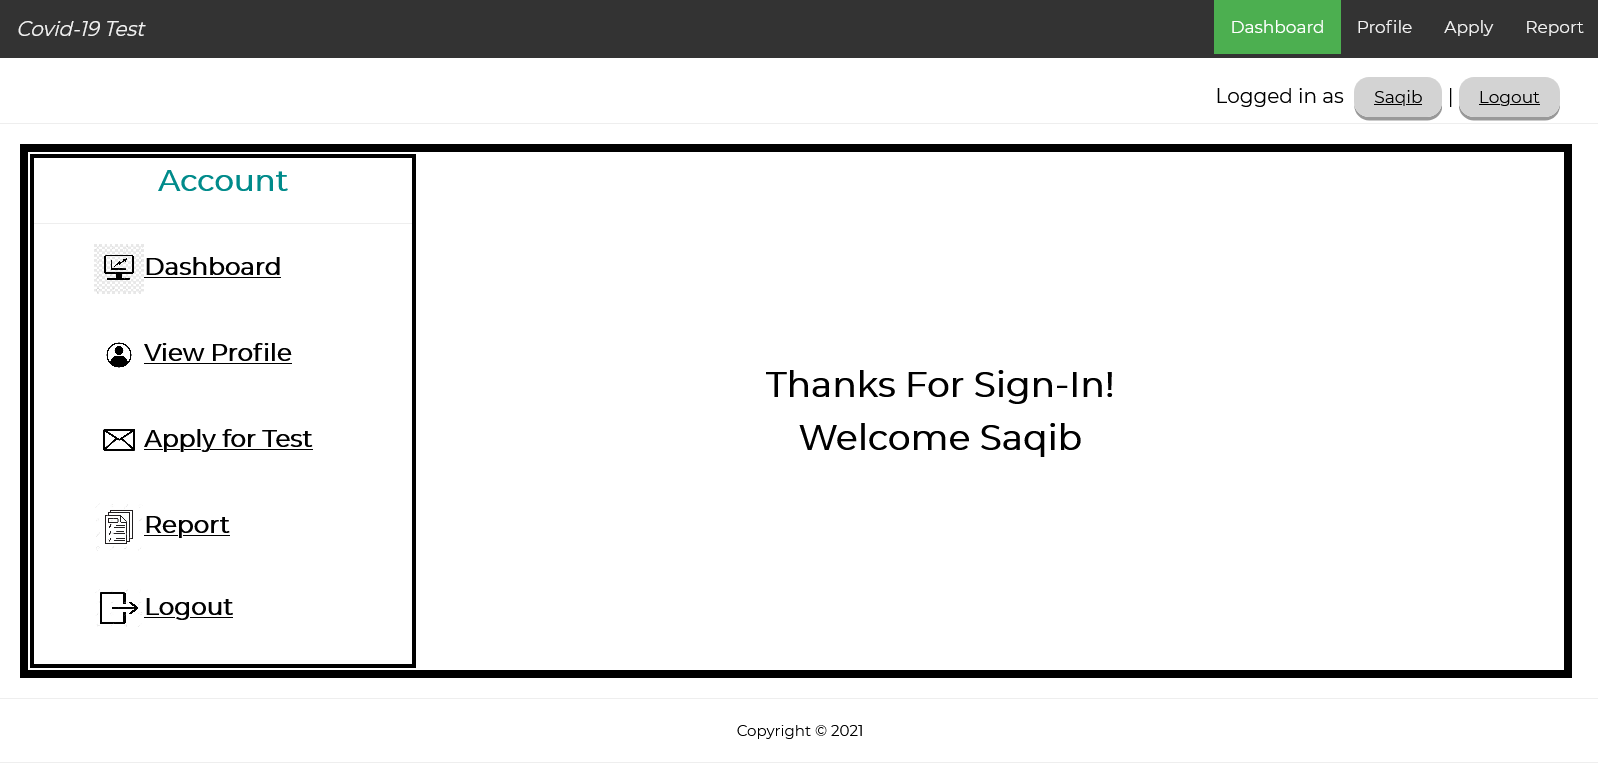 Covid-19 Test
Dashboard Profile Apply Report
Logged in as Saqib | Logout
Account
Dashboard
View Profile
Apply for Test
Report
Logout
Thanks For Sign-In!
Welcome Saqib
Copyright © 2021